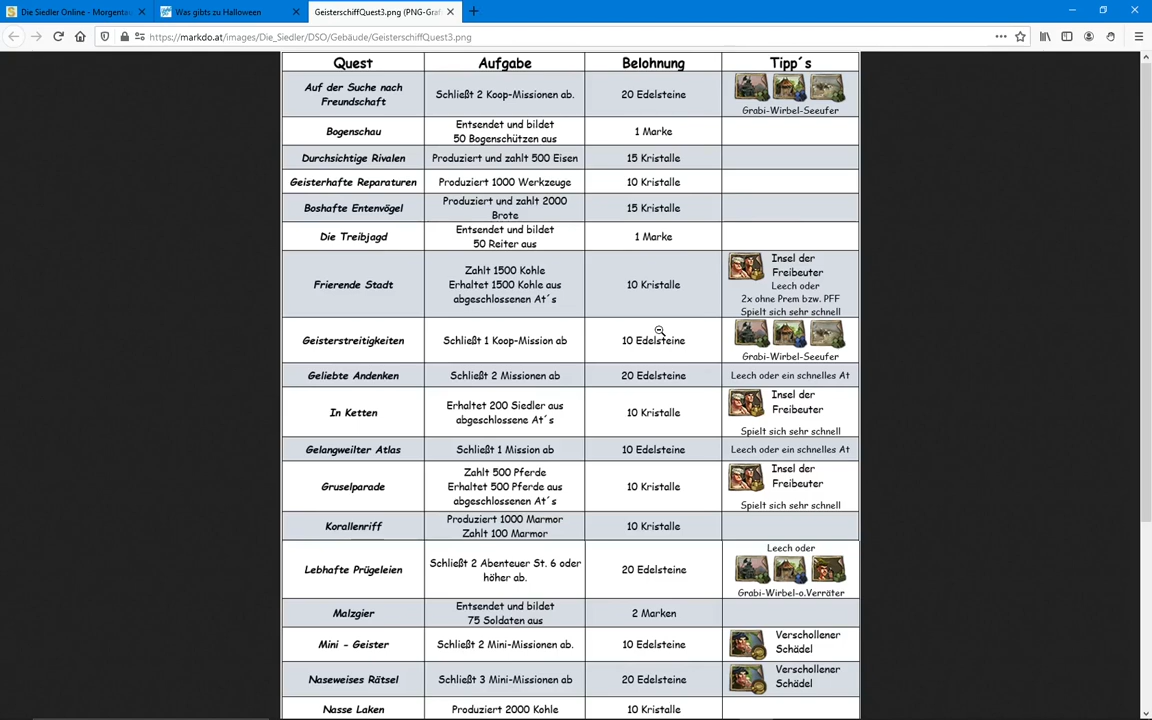 Die Siedler Online - Morgenta
Was gibts zu Halloween
GeisterschiffQuest3.png (PNG-Graf
https://markdo.at/images/Die_Siedler/DSO/Gebäude/GeisterschiffQuest3.png
Quest Aufgabe Belohnung Tipp´s
Auf der Suche nach
Freundschaft
Schließt 2 Koop-Missionen ab.
20 Edelsteine
Grabi-Wirbel-Seeufer
Bogenschau
Entsendet und bildet
50 Bogenschützen aus
1 Marke
Durchsichtige Rivalen
Produziert und zahlt 500 Eisen
15 Kristalle
Geisterhafte Reparaturen
Produziert 1000 Werkzeuge
10 Kristalle
Boshafte Entenvögel
Produziert und zahlt 2000
Brote
15 Kristalle
Die Treibjagd
Entsendet und bildet
50 Reiter aus
1 Marke
Frierende Stadt
Zahlt 1500 Kohle
Erhaltet 1500 Kohle aus
abgeschlossenen At´s
10 Kristalle
Insel der
Freibeuter
Leech oder
2x ohne Prem bzw. PFF
Spielt sich sehr schnell
Geisterstreitigkeiten
Schließt 1 Koop-Mission ab
10 Edelsteine
Grabi-Wirbel-Seeufer
Geliebte Andenken
Schließt 2 Missionen ab
20 Edelsteine
Leech oder ein schnelles At
In Ketten
Erhaltet 200 Siedler aus
abgeschlossene At´s
10 Kristalle
Insel der
Freibeuter
Spielt sich sehr schnell
Gelangweilter Atlas
Schließt 1 Mission ab
10 Edelsteine
Leech oder ein schnelles At
Gruselparade
Zahlt 500 Pferde
Erhaltet 500 Pferde aus
abgeschlossenen At´s
10 Kristalle
Insel der
Freibeuter
Spielt sich sehr schnell
Korallenriff
Produziert 1000 Marmor
Zahlt 100 Marmor
10 Kristalle
Lebhafte Prügeleien
Schließt 2 Abenteuer St. 6 oder
höher ab.
20 Edelsteine
Leech oder
Grabi-Wirbel-o.Verräter
Malzgier
Entsendet und bildet
75 Soldaten aus
2 Marken
Mini - Geister
Schließt 2 Mini-Missionen ab.
10 Edelsteine
Verschollener
Schädel
Naseweises Rätsel
Schließt 3 Mini-Missionen ab
20 Edelsteine
Verschollener
Schädel
Nasse Laken
Produziert 2000 Kohle
10 Kristalle